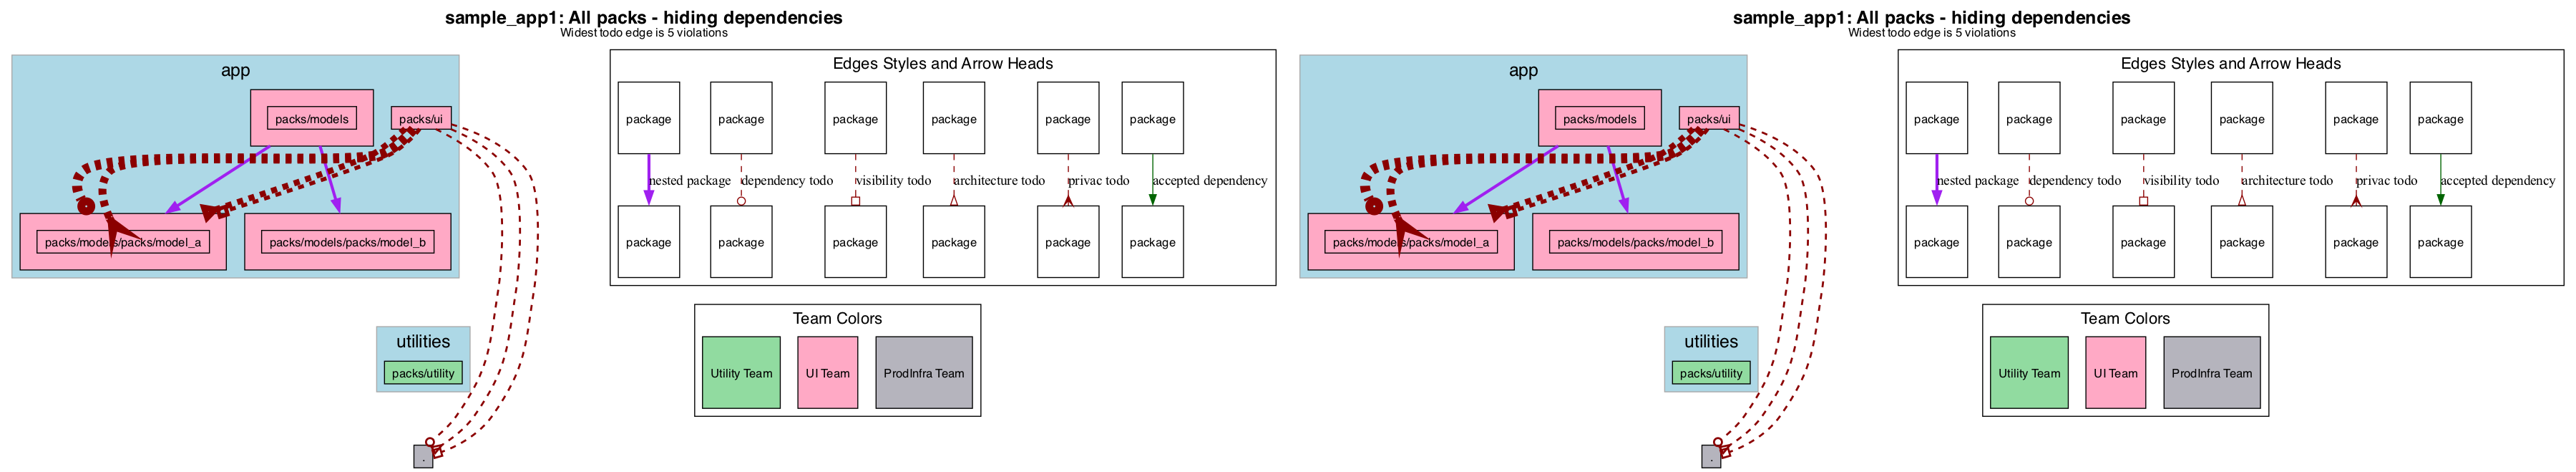 sample_app1: All packs - hiding dependencies
Widest todo edge is 5 violations
app
packs/models
packs/ui
packs/models/packs/model_a
packs/models/packs/model_b
utilities
packs/utility
.
Edges Styles and Arrow Heads
package package package package package package
nested package dependency todo visibility todo architecture todo privac todo accepted dependency
package package package package package package
Team Colors
Utility Team UI Team ProdInfra Team
sample_app1: All packs - hiding dependencies
Widest todo edge is 5 violations
app
packs/models
packs/ui
packs/models/packs/model_a
packs/models/packs/model_b
utilities
packs/utility
.
Edges Styles and Arrow Heads
package package package package package package
nested package dependency todo visibility todo architecture todo privac todo accepted dependency
package package package package package package
Team Colors
Utility Team UI Team ProdInfra Team